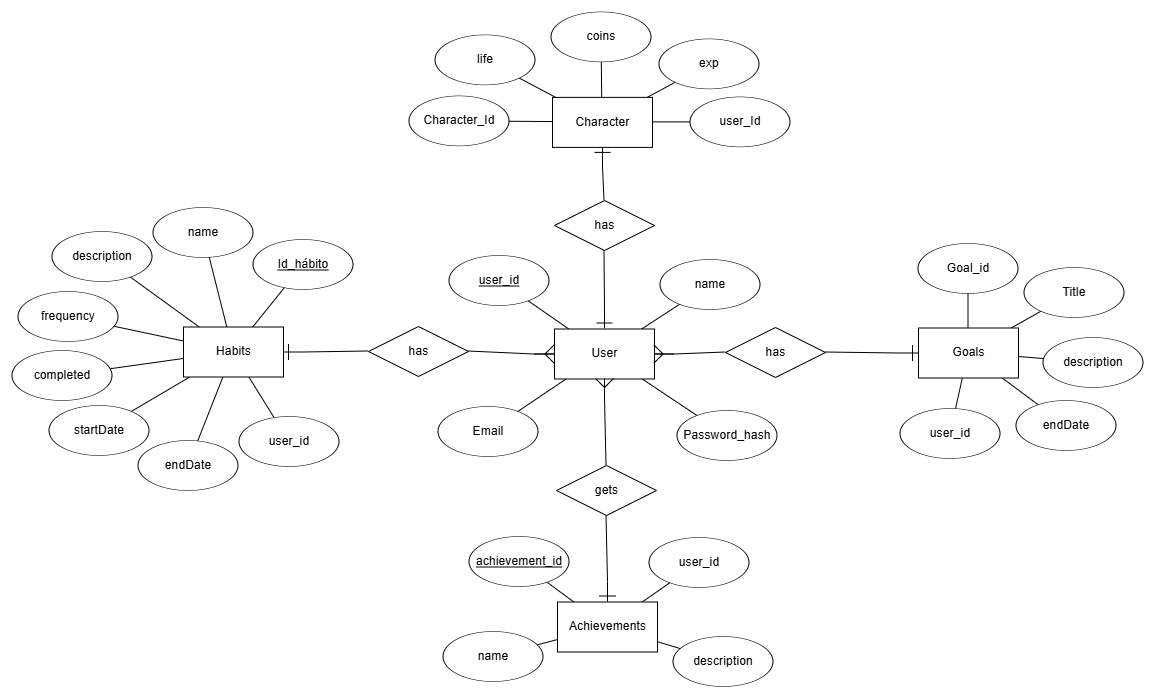 coins
life
exp
Character_Id
Character
user_Id
has
name
description
Id_hábito
frequency
Habits
completed
startDate
endDate
user_id
has
user_id
name
User
Email
Password_hash
has
Goal_id
Title
Goals
description
user_id
endDate
gets
achievement_id
user_id
Achievements
name
description